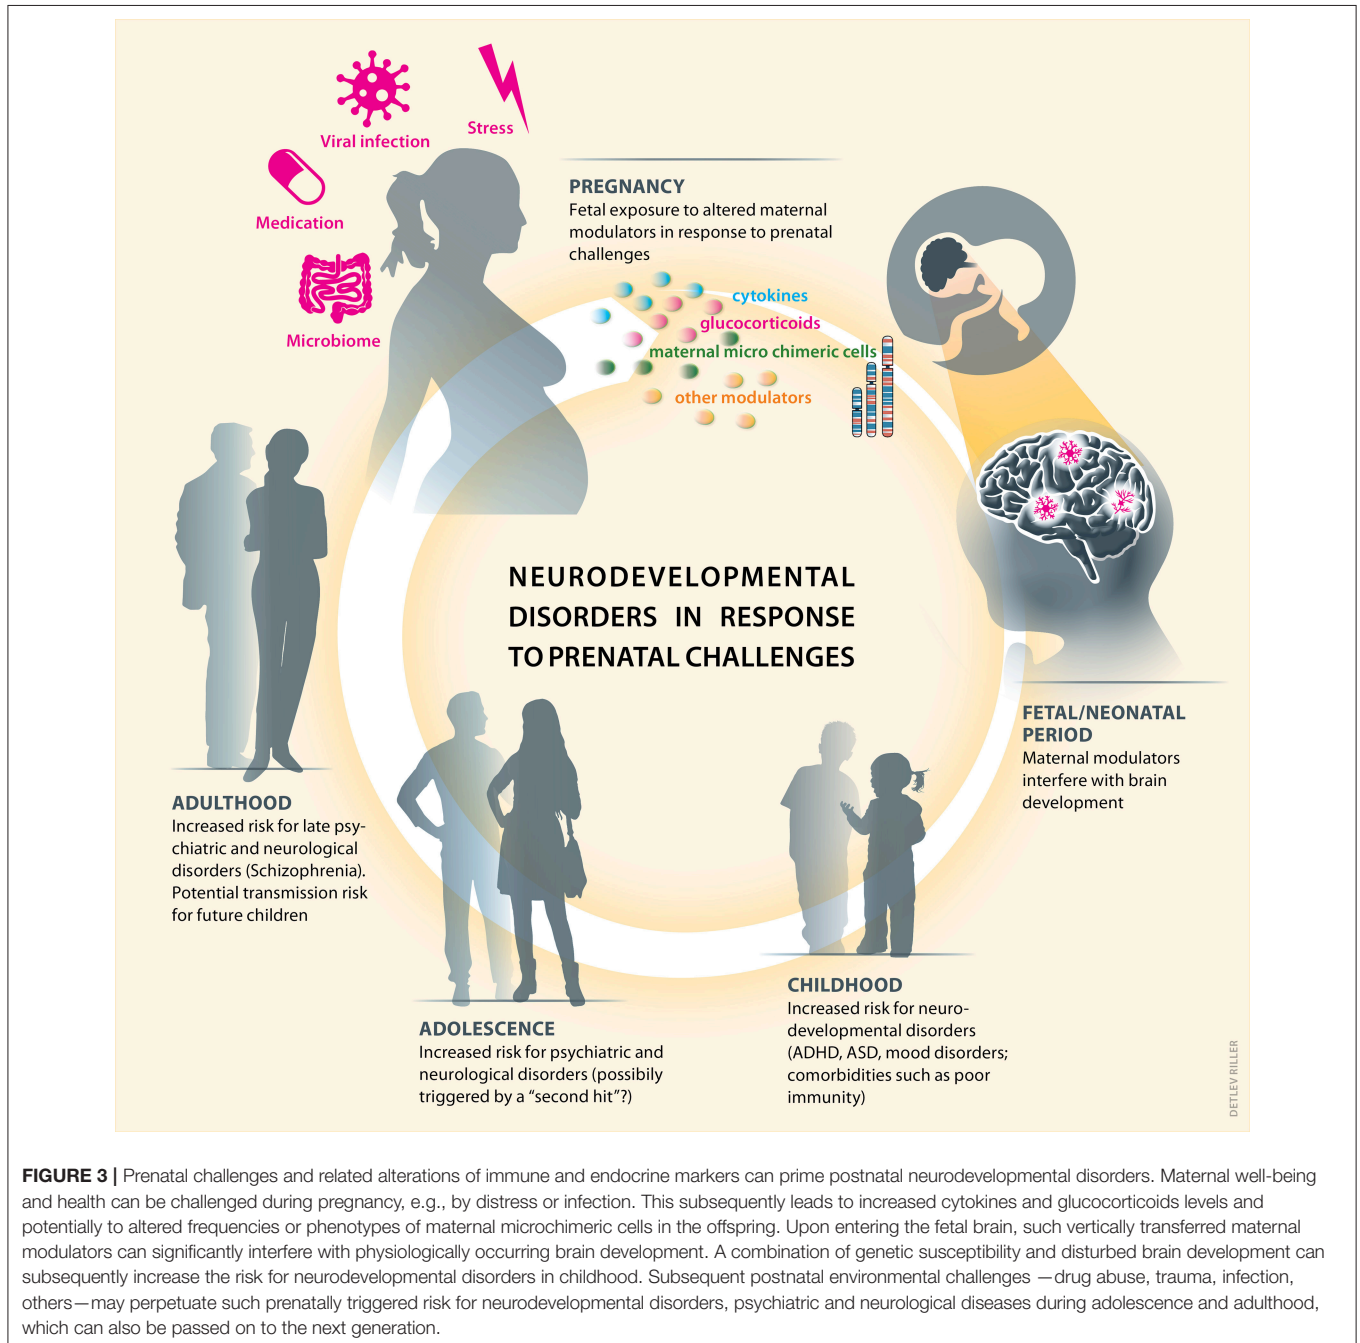 Viral infection
Stress
Medication
Microbiome
PREGNANCY
Fetal exposure to altered maternal
modulators in response to prenatal
challenges
cytokines
glucocorticoids
maternal micro chimeric cells
other modulators
NEURODEVELOPMENTAL
DISORDERS IN RESPONSE
TO PRENATAL CHALLENGES
FETAL/NEONATAL
PERIOD
Maternal modulators
interfere with brain
development
CHILDHOOD
Increased risk for neuro-
developmental disorders
(ADHD, ASD, mood disorders;
comorbidities such as poor
immunity)
ADOLESCENCE
Increased risk for psychiatric and
neurological disorders (possibily
triggered by a “second hit”?)
ADULTHOOD
Increased risk for late psy-
chiatric and neurological
disorders (Schizophrenia).
Potential transmission risk
for future children
DETLEV RILLER
FIGURE 3 | Prenatal challenges and related alterations of immune and endocrine markers can prime postnatal neurodevelopmental disorders. Maternal well-being
and health can be challenged during pregnancy, e.g., by distress or infection. This subsequently leads to increased cytokines and glucocorticoids levels and
potentially to altered frequencies or phenotypes of maternal microchimeric cells in the offspring. Upon entering the fetal brain, such vertically transferred maternal
modulators can significantly interfere with physiologically occurring brain development. A combination of genetic susceptibility and disturbed brain development can
subsequently increase the risk for neurodevelopmental disorders in childhood. Subsequent postnatal environmental challenges —drug abuse, trauma, infection,
others—may perpetuate such prenatally triggered risk for neurodevelopmental disorders, psychiatric and neurological diseases during adolescence and adulthood,
which can also be passed on to the next generation.